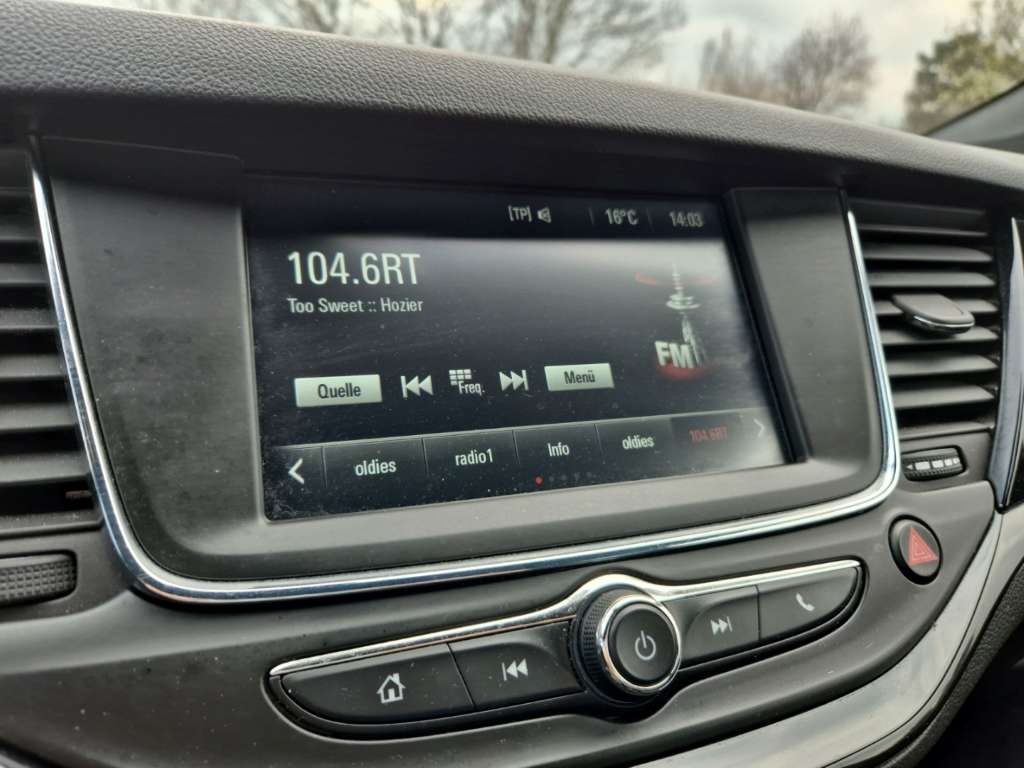 [TP] 16°C 14:03
104.6RT
Too Sweet :: Hozier
FM
Quelle Freq. Menü
oldies radio1 Info oldies 104.6RT